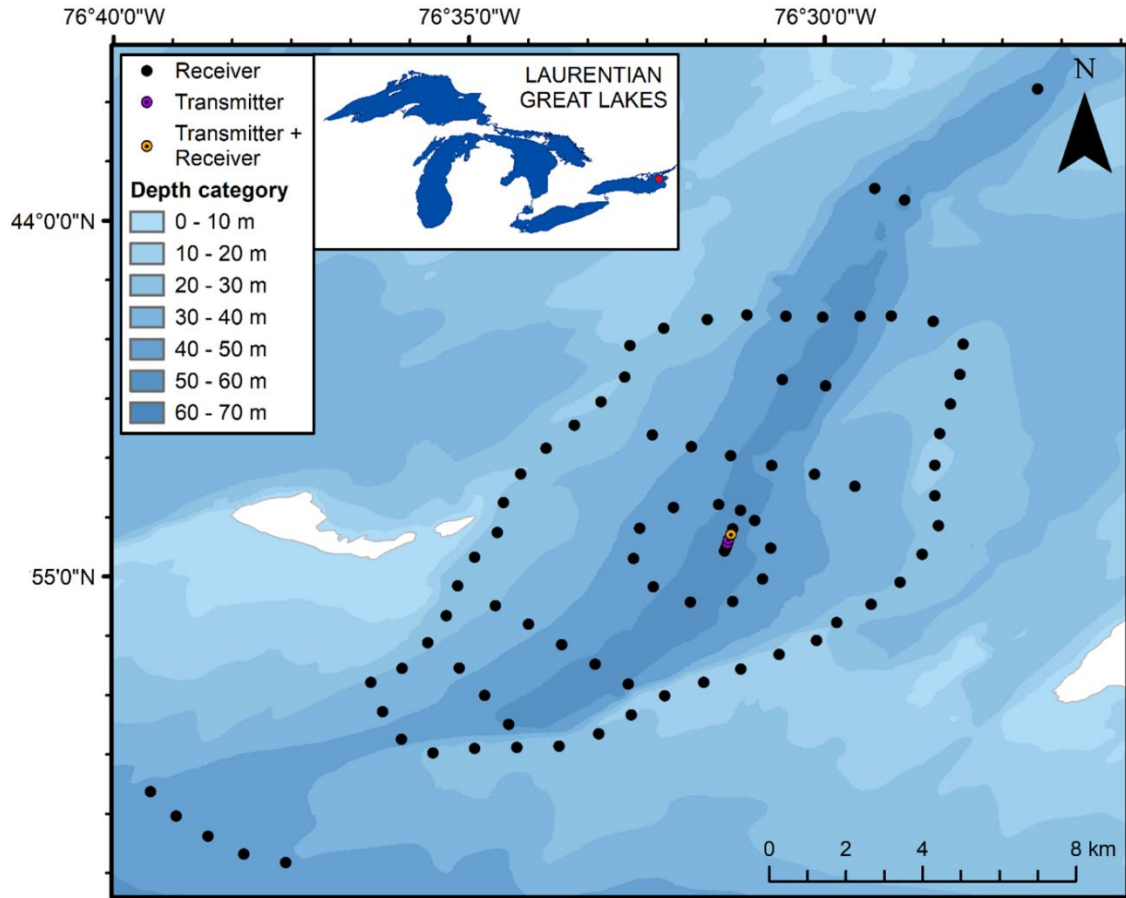 76°40'0"W 76°35'0"W 76°30'0"W
Receiver
Transmitter
Transmitter +
Receiver
Depth category
0 - 10 m
10 - 20 m
20 - 30 m
30 - 40 m
40 - 50 m
50 - 60 m
60 - 70 m
LAURENTIAN
GREAT LAKES
N
44°0'0"N
55'0"N
0 2 4 8 km